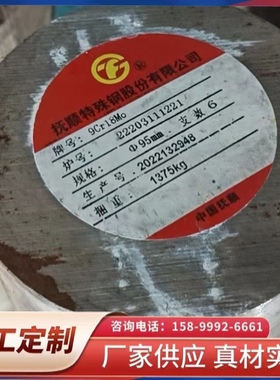 抚顺特殊钢股份有限公司
牌号: 9Cr18Mo
炉号: 22203111221
规格: Φ95mm 支数 6
生产号 2022132948
捆重: 1375kg
中国抚顺
工定制
咨询电话: 158-8992-6661
厂家供应 真材实